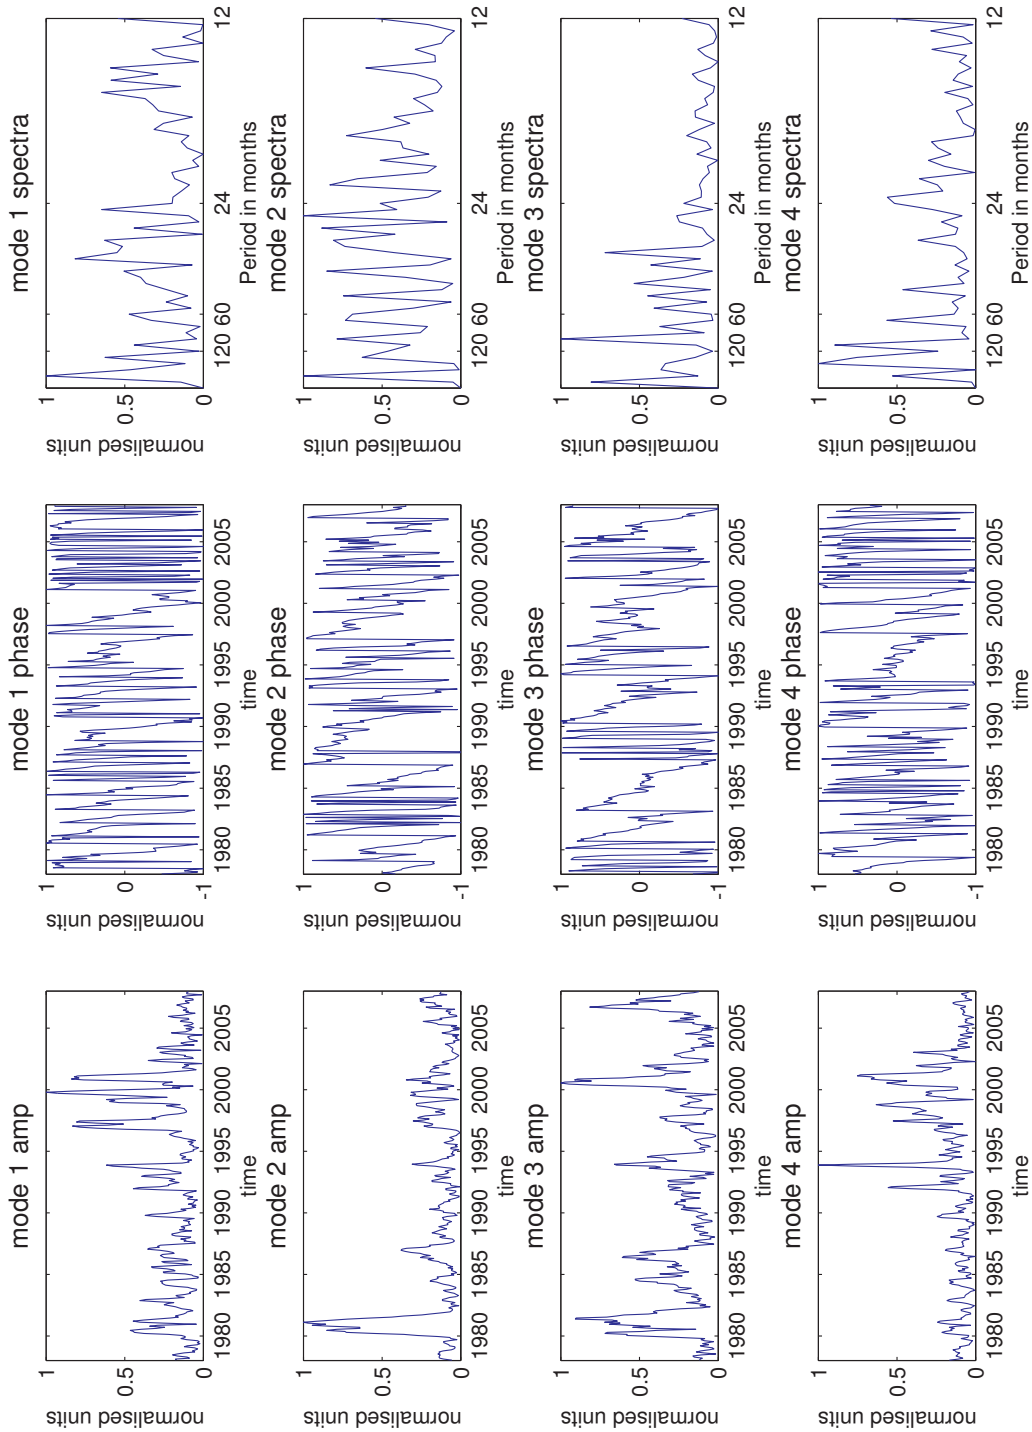 mode 1 amp
normalised units
1
0.5
0
1980 1985 1990 1995 2000 2005
time
mode 1 phase
normalised units
1
0
-1
1980 1985 1990 1995 2000 2005
time
mode 1 spectra
normalised units
1
0.5
0
120 60 24 12
Period in months
mode 2 amp
normalised units
1
0.5
0
1980 1985 1990 1995 2000 2005
time
mode 2 phase
normalised units
1
0
-1
1980 1985 1990 1995 2000 2005
time
mode 2 spectra
normalised units
1
0.5
0
120 60 24 12
Period in months
mode 3 amp
normalised units
1
0.5
0
1980 1985 1990 1995 2000 2005
time
mode 3 phase
normalised units
1
0
-1
1980 1985 1990 1995 2000 2005
time
mode 3 spectra
normalised units
1
0.5
0
120 60 24 12
Period in months
mode 4 amp
normalised units
1
0.5
0
1980 1985 1990 1995 2000 2005
time
mode 4 phase
normalised units
1
0
-1
1980 1985 1990 1995 2000 2005
time
mode 4 spectra
normalised units
1
0.5
0
120 60 24 12
Period in months